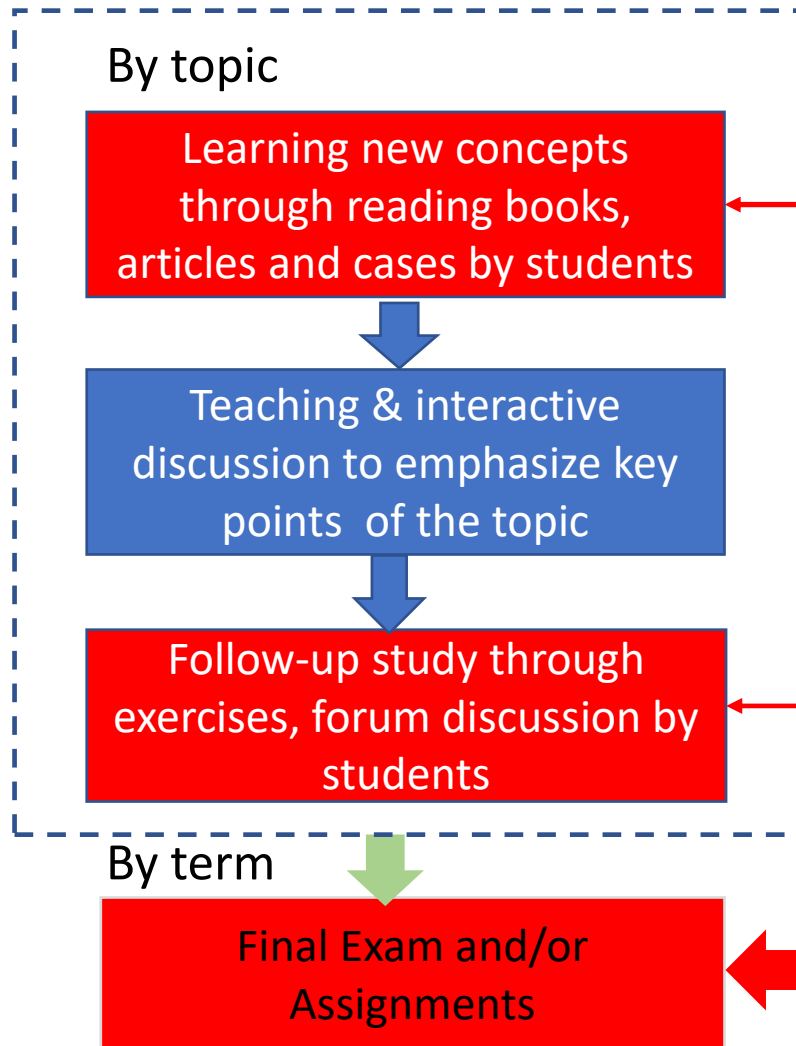 By topic
Learning new concepts
through reading books,
articles and cases by students
Teaching & interactive
discussion to emphasize key
points  of the topic
Follow-up study through
exercises, forum discussion by
students
By term
Final Exam and/or
Assignments